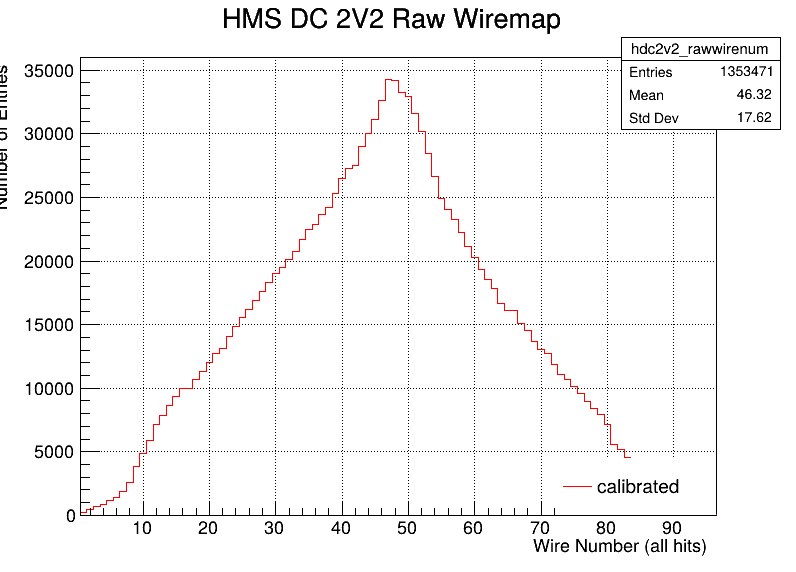 HMS DC 2V2 Raw Wiremap
hdc2v2_rawwirenum
Entries 1353471
Mean 46.32
Std Dev 17.62
Number of Entries
35000
30000
25000
20000
15000
10000
5000
0
10 20 30 40 50 60 70 80 90
calibrated
Wire Number (all hits)